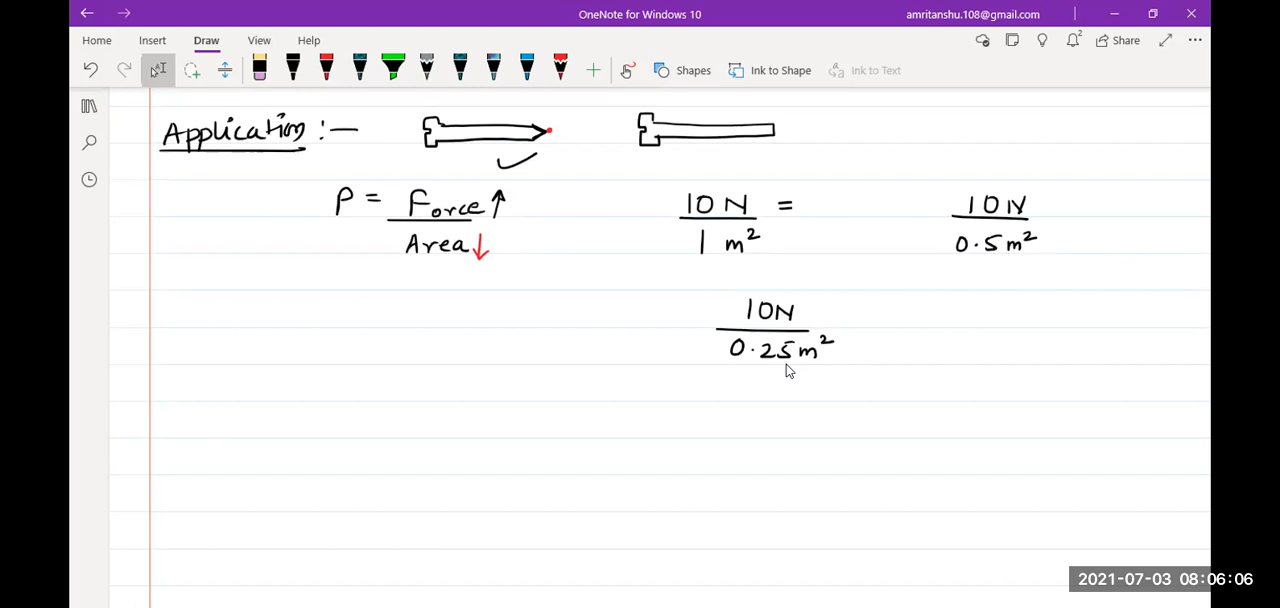 OneNote for Windows 10
amritanshu.108@gmail.com
Home Insert Draw View Help
2
Share
Shapes
Ink to Shape
Ink to Text
Application :-
P = Force ↑ / Area ↓
10 N / 1 m² =
10 N / 0.5 m²
10N / 0.25 m²
2021-07-03 08:06:06